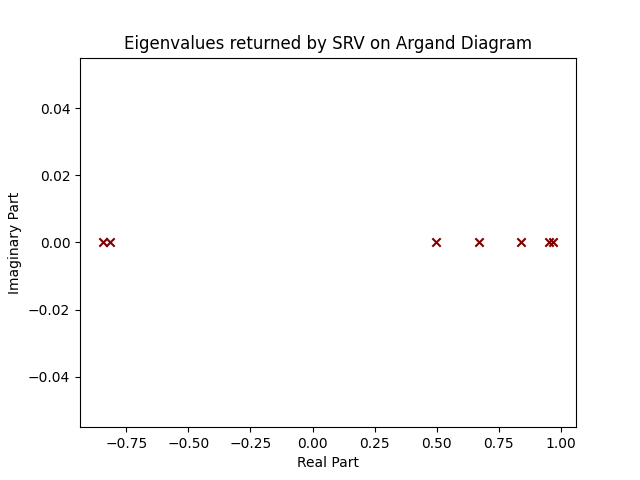 Eigenvalues returned by SRV on Argand Diagram
0.04
0.02
0.00
−0.02
−0.04
Imaginary Part
−0.75 −0.50 −0.25 0.00 0.25 0.50 0.75 1.00
Real Part